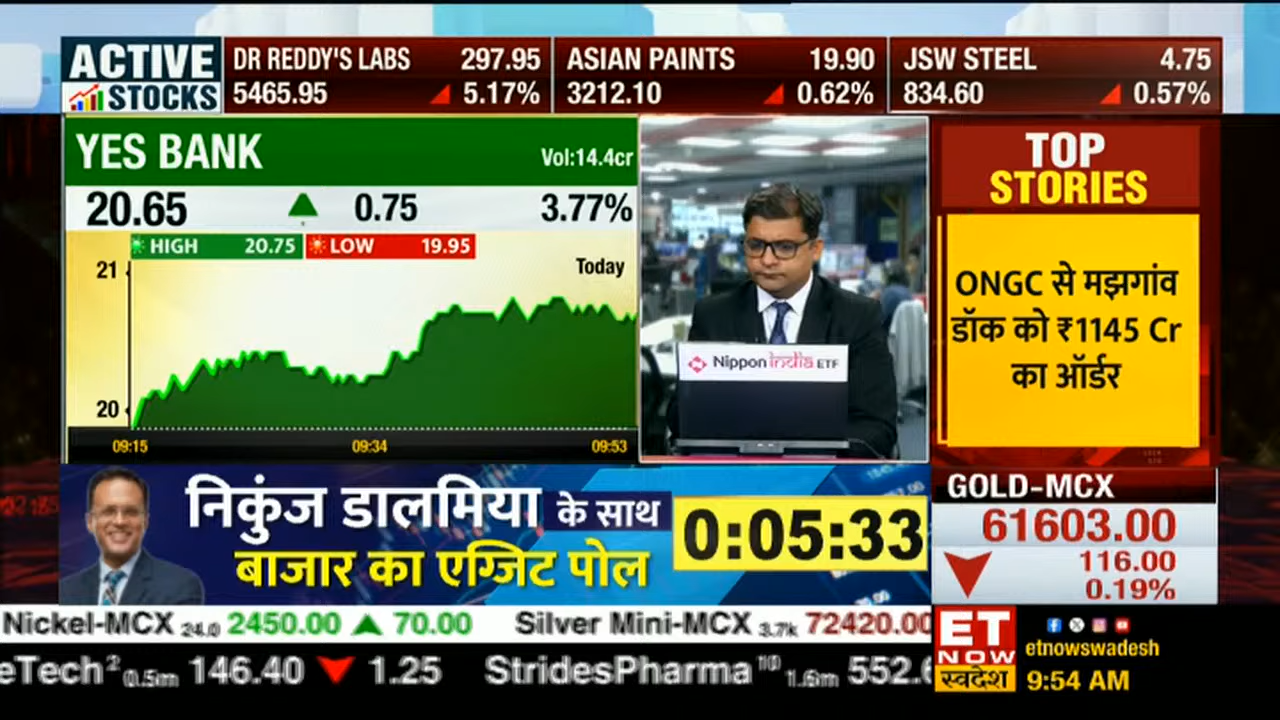 ACTIVE
STOCKS
DR REDDY'S LABS 297.95
5465.95 5.17%
ASIAN PAINTS 19.90
3212.10 0.62%
JSW STEEL 4.75
834.60 0.57%
YES BANK Vol:14.4cr
20.65 0.75 3.77%
HIGH 20.75 LOW 19.95
Today
21
20
09:15 09:34 09:53
Nippon india ETF
TOP
STORIES
ONGC से मझगांव
डॉक को ₹1145 Cr
का ऑर्डर
GOLD-MCX
61603.00
116.00
0.19%
निकुंज डालमिया के साथ
बाजार का एग्जिट पोल
0:05:33
Nickel-MCX 24.0 2450.00 70.00 Silver Mini-MCX 3.7k 72420.00
eTech 2 0.5m 146.40 1.25 StridesPharma 10 1.6m 552.6
ET
NOW
स्वदेश
etnowswadesh
9:54 AM